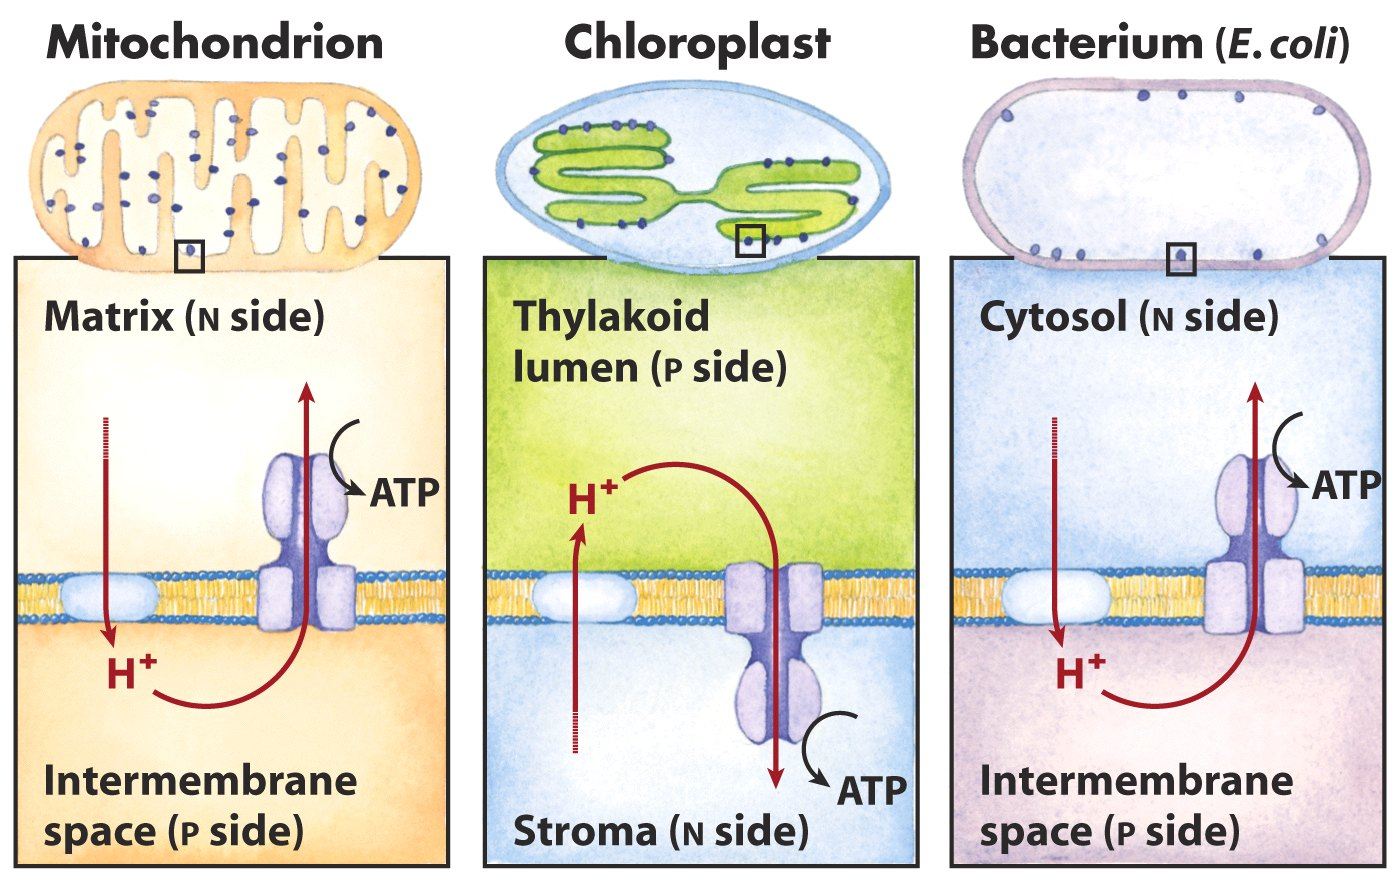 Mitochondrion
Matrix (N side)
ATP
H+
Intermembrane
space (P side)
Chloroplast
Thylakoid
lumen (P side)
H+
ATP
Stroma (N side)
Bacterium (E. coli)
Cytosol (N side)
ATP
H+
Intermembrane
space (P side)